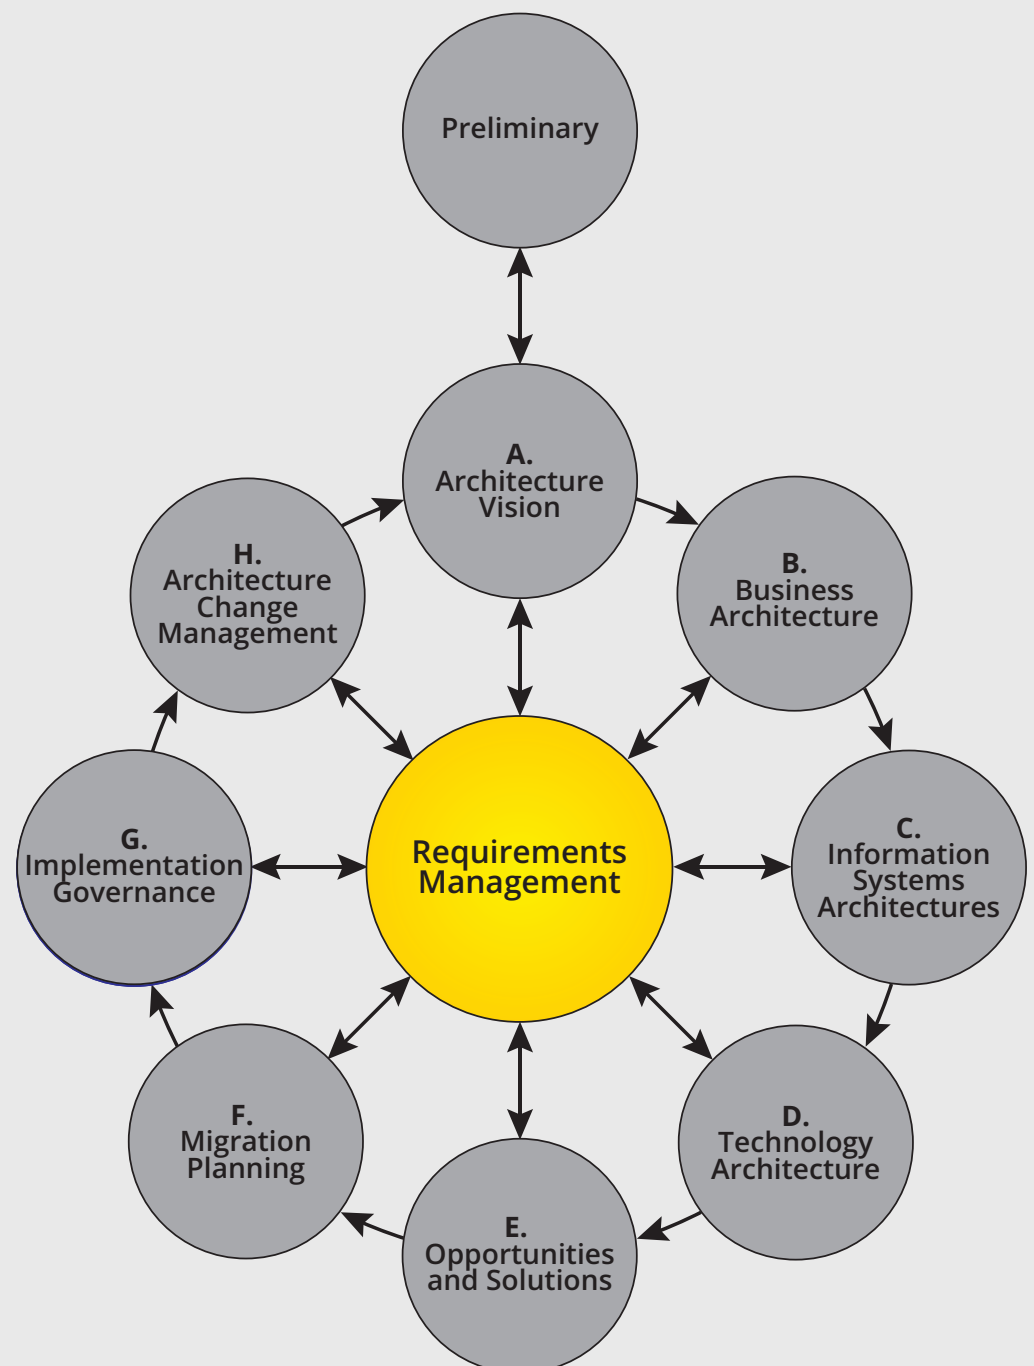 Preliminary
A.
Architecture
Vision
B.
Business
Architecture
C.
Information
Systems
Architectures
D.
Technology
Architecture
E.
Opportunities
and Solutions
F.
Migration
Planning
G.
Implementation
Governance
H.
Architecture
Change
Management
Requirements
Management